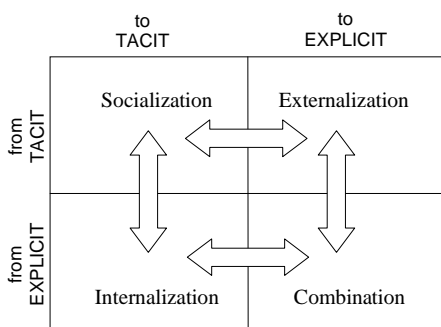 to
TACIT
to
EXPLICIT
from
TACIT
Socialization
Externalization
from
EXPLICIT
Internalization
Combination